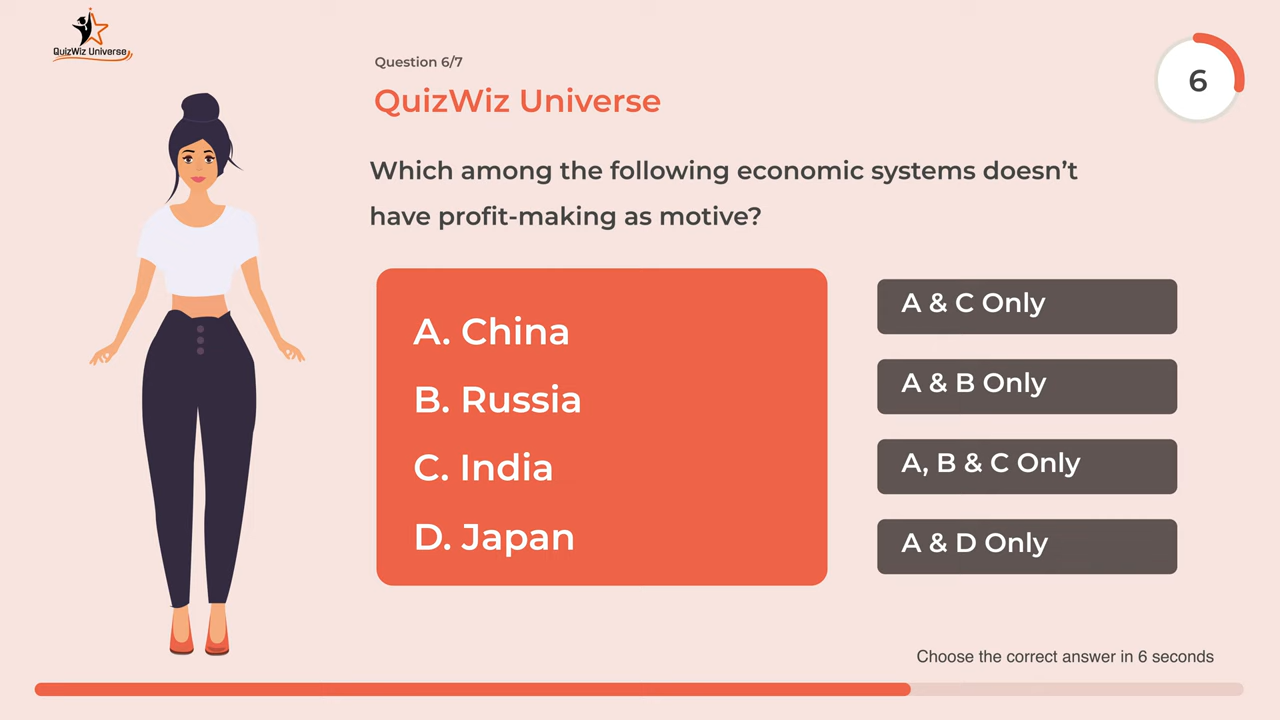 QuizWiz Universe
Question 6/7
QuizWiz Universe
6
Which among the following economic systems doesn’t
have profit-making as motive?
A. China
B. Russia
C. India
D. Japan
A & C Only
A & B Only
A, B & C Only
A & D Only
Choose the correct answer in 6 seconds